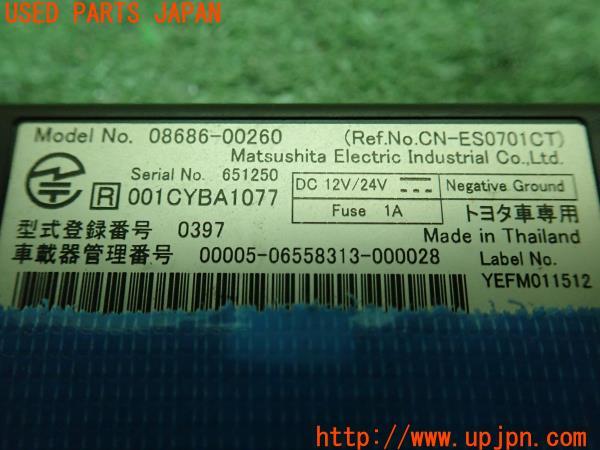 USED PARTS JAPAN
Model No. 08686-00260 (Ref.No.CN-ES0701CT)
Matsushita Electric Industrial Co.,Ltd.
Serial No. 651250
R 001CYBA1077
DC 12V/24V Negative Ground
Fuse 1A トヨタ車専用
型式登録番号 0397 Made in Thailand
車載器管理番号 00005-06558313-000028 Label No.
YEFM011512
UPJ http://www.upjpn.com/